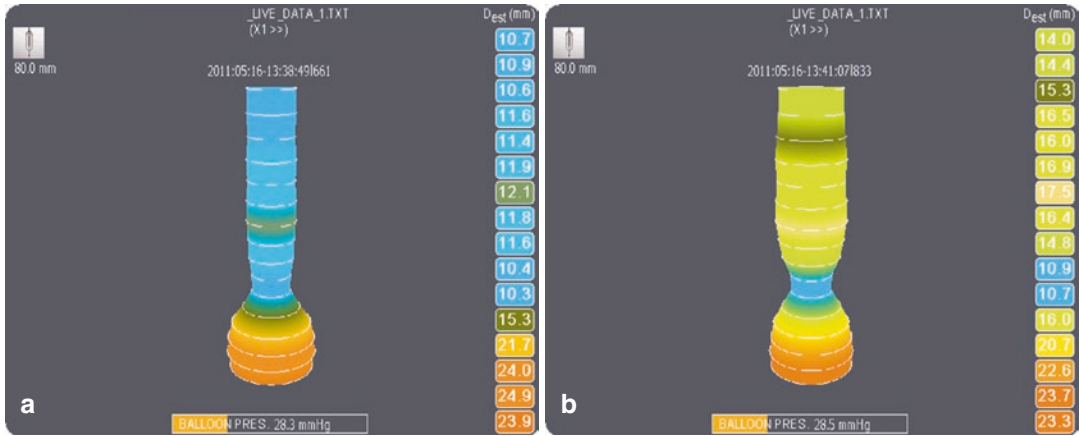 _LIVE_DATA_1.TXT
(X1>>)
Dest (mm)
80.0 mm
2011:05:16-13:38:49|661
10.7
10.9
10.6
11.6
11.4
11.9
12.1
11.8
11.6
10.4
10.3
15.3
21.7
24.0
24.9
23.9
a
BALLOON PRES. 28.3 mmHg
_LIVE_DATA_1.TXT
(X1>>)
Dest (mm)
80.0 mm
2011:05:16-13:41:07|833
14.0
14.4
15.3
16.5
16.0
16.9
17.5
16.4
14.8
10.9
10.7
16.0
20.7
22.6
23.7
23.3
b
BALLOON PRES. 28.5 mmHg